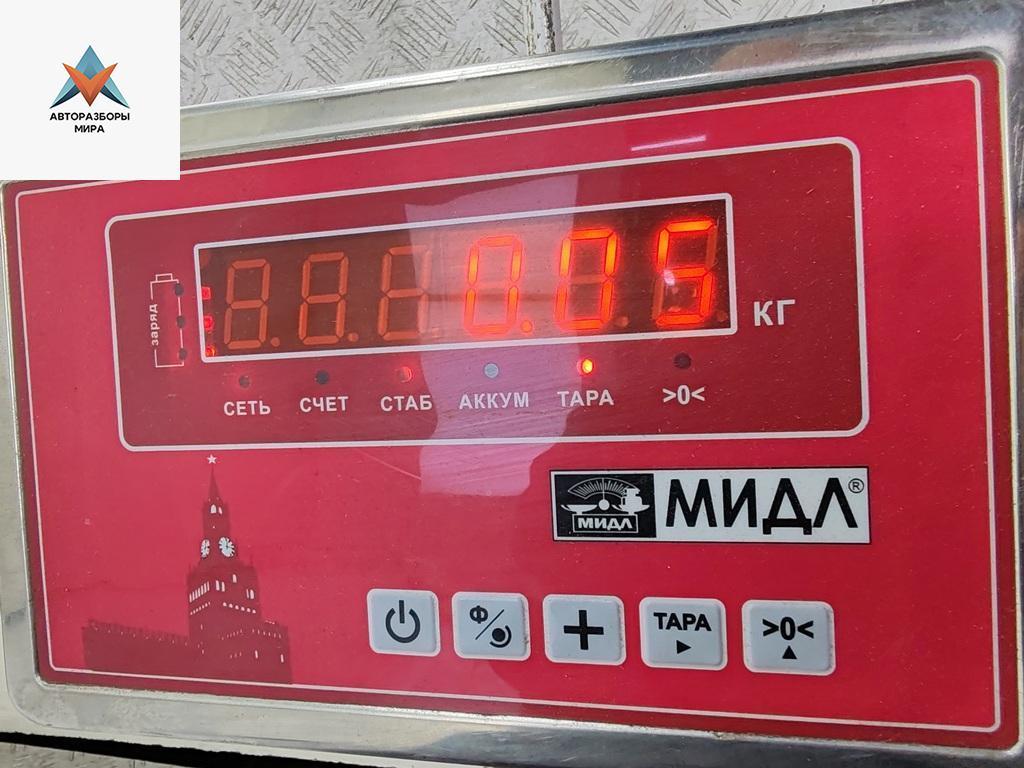 АВТОРАЗБОРЫ
МИРА
заряд
0.05
КГ
СЕТЬ СЧЕТ СТАБ АККУМ ТАРА >0<
МИДЛ МИДЛ®
Ф + ТАРА >0<